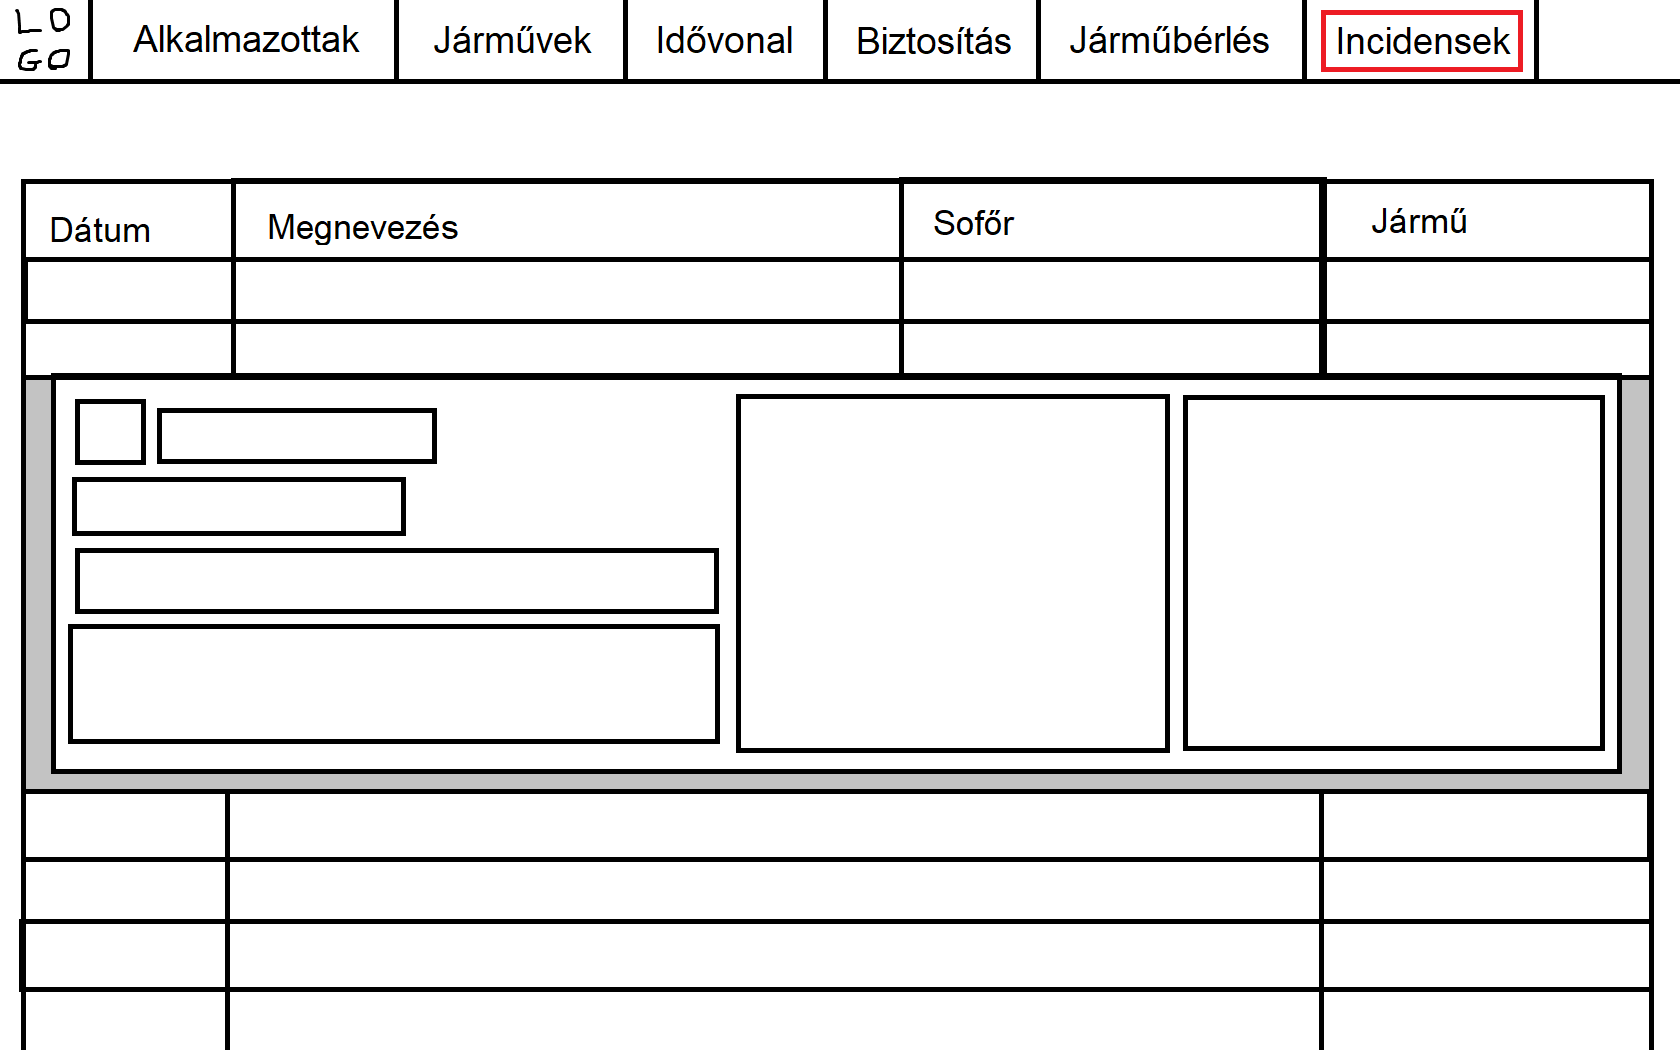 LO
GO
Alkalmazottak
Járművek
Idővonal
Biztosítás
Járműbérlés
Incidensek
Dátum
Megnevezés
Sofőr
Jármű